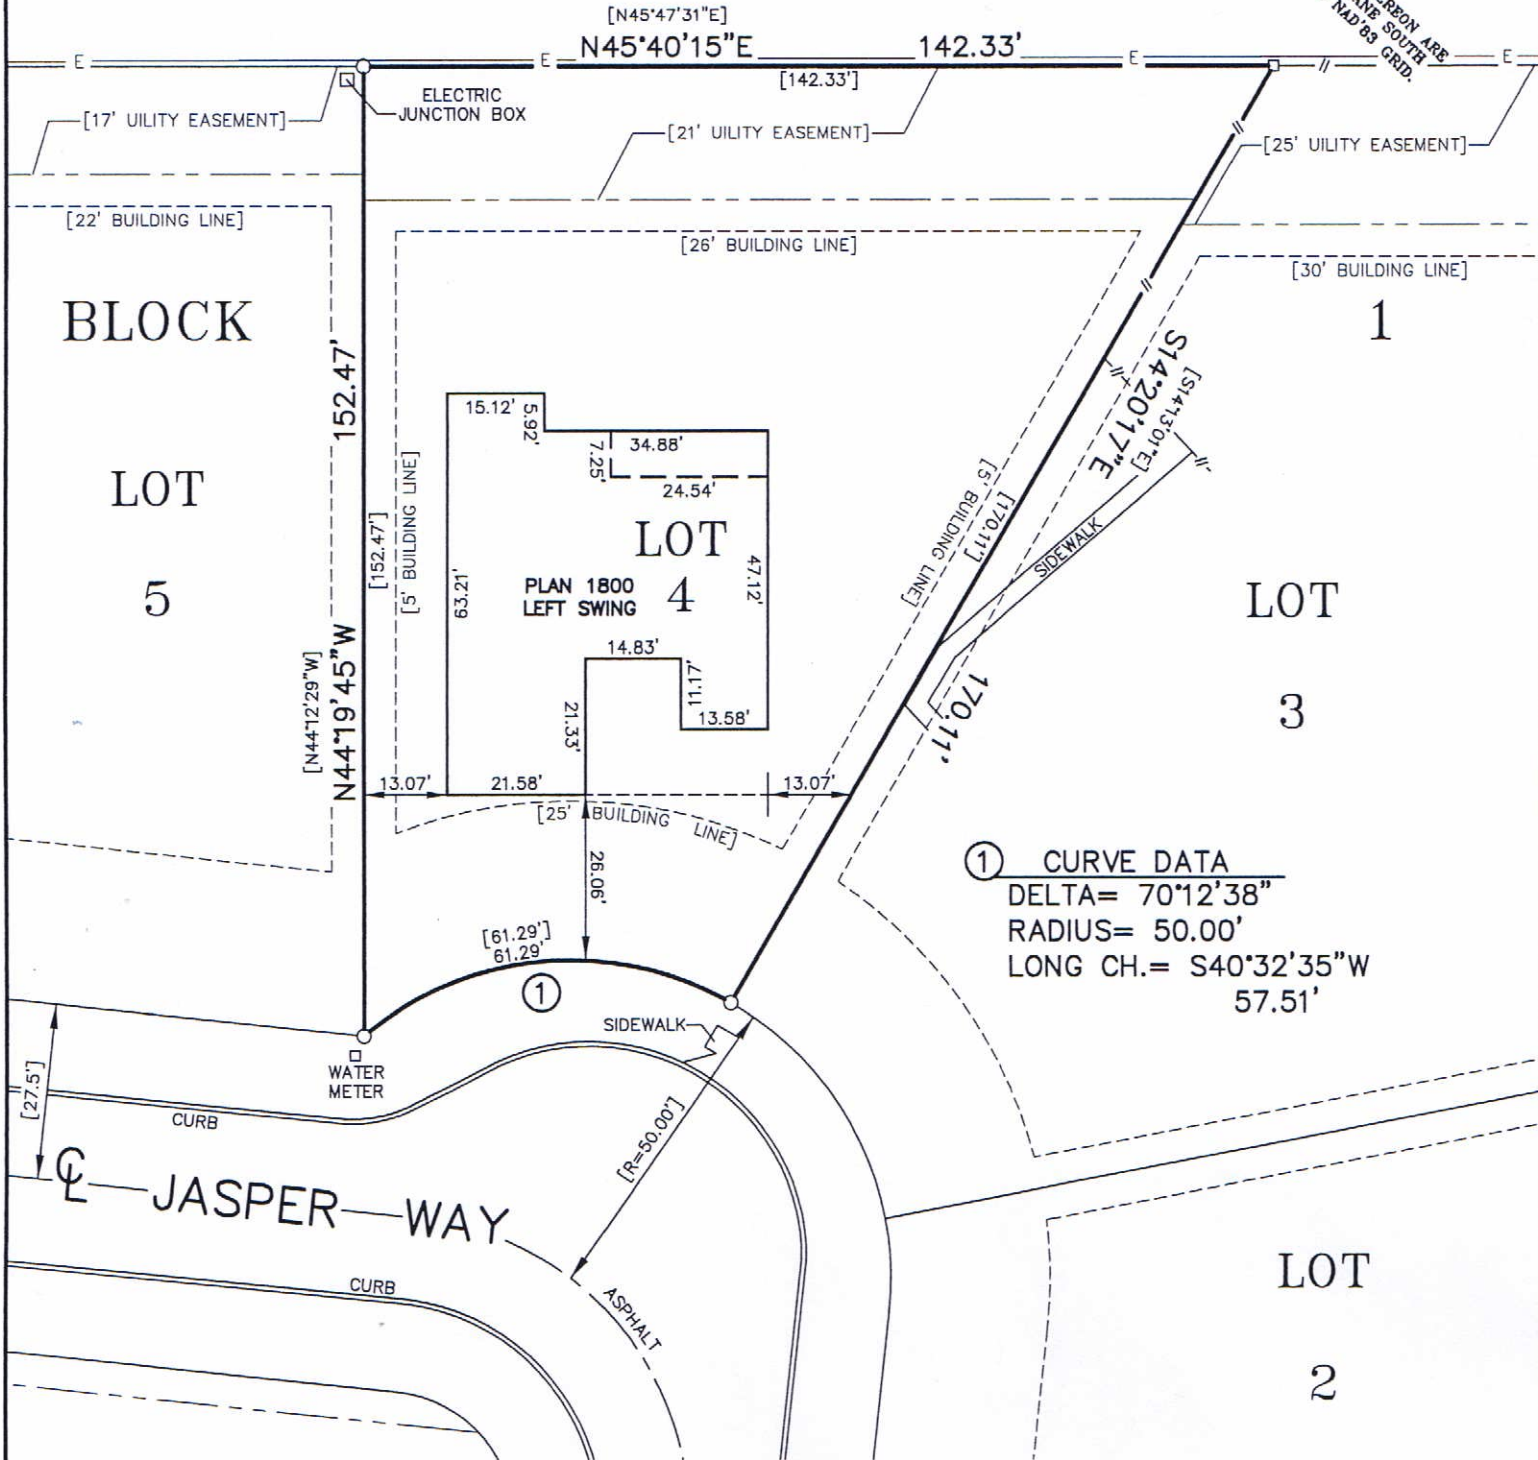 [N45°47'31"E]
N45°40'15"E 142.33'
[142.33']
EREON ARE
ANE SOUTH
NAD'83 GRID.
E
E
E
E
ELECTRIC
JUNCTION BOX
[17' UILITY EASEMENT]
[21' UILITY EASEMENT]
[25' UILITY EASEMENT]
[22' BUILDING LINE]
[26' BUILDING LINE]
[30' BUILDING LINE]
BLOCK
1
LOT
5
152.47'
[152.47']
[5' BUILDING LINE]
N44°19'45"W
[N44°12'29"W]
15.12'
5.92'
34.88'
7.25'
24.54'
LOT
4
PLAN 1800
LEFT SWING
63.21'
47.12'
14.83'
11.17'
13.58'
21.33'
13.07'
21.58'
13.07'
[25' BUILDING LINE]
26.06'
S14°20'17"E
[S14°13'01"E]
[5' BUILDING LINE]
[170.11']
170.11'
SIDEWALK
LOT
3
1 CURVE DATA
DELTA= 70°12'38"
RADIUS= 50.00'
LONG CH.= S40°32'35"W
57.51'
[61.29']
61.29'
1
SIDEWALK
WATER
METER
[27.5']
CURB
[R=50.00']
CL JASPER WAY
CURB
ASPHALT
LOT
2